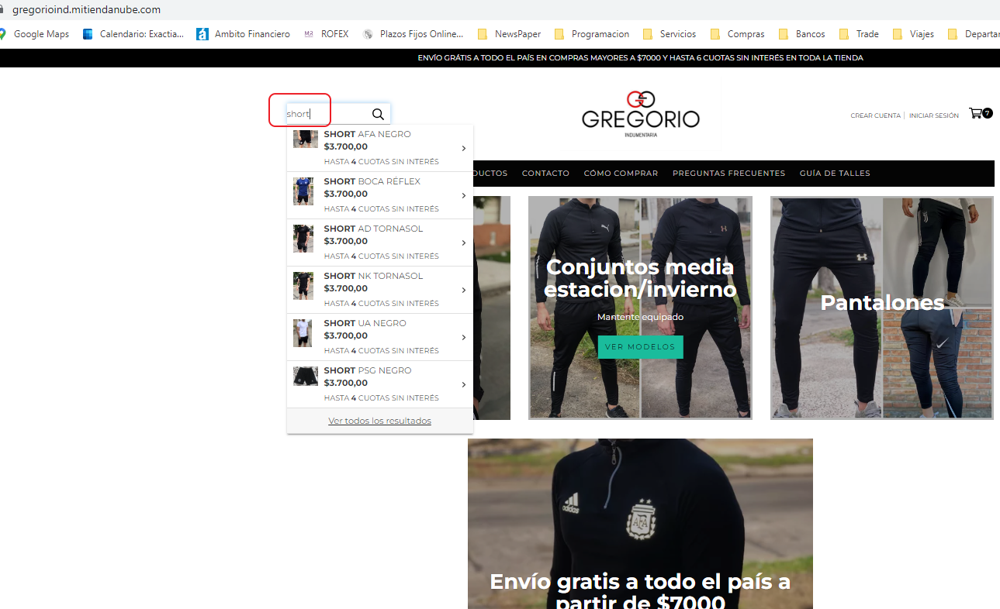 gregorioind.mitiendanube.com
Google Maps
Calendario: Exactia...
Ambito Financiero
ROFEX
Plazos Fijos Online...
NewsPaper
Programacion
Servicios
Compras
Bancos
Trade
Viajes
Departar
ENVÍO GRÁTIS A TODO EL PAÍS EN COMPRAS MAYORES A $7000 Y HASTA 6 CUOTAS SIN INTERÉS EN TODA LA TIENDA
short
GREGORIO
INDUMENTARIA
CREAR CUENTA | INICIAR SESIÓN
7
SHORT AFA NEGRO
$3.700,00
HASTA 4 CUOTAS SIN INTERÉS
SHORT BOCA RÉFLEX
$3.700,00
HASTA 4 CUOTAS SIN INTERÉS
SHORT AD TORNASOL
$3.700,00
HASTA 4 CUOTAS SIN INTERÉS
SHORT NK TORNASOL
$3.700,00
HASTA 4 CUOTAS SIN INTERÉS
SHORT UA NEGRO
$3.700,00
HASTA 4 CUOTAS SIN INTERÉS
SHORT PSG NEGRO
$3.700,00
HASTA 4 CUOTAS SIN INTERÉS
Ver todos los resultados
DUCTOS
CONTACTO
CÓMO COMPRAR
PREGUNTAS FRECUENTES
GUÍA DE TALLES
Conjuntos media
estacion/invierno
Mantente equipado
VER MODELOS
Pantalones
adidas
AFA
Envío gratis a todo el país a
partir de $7000